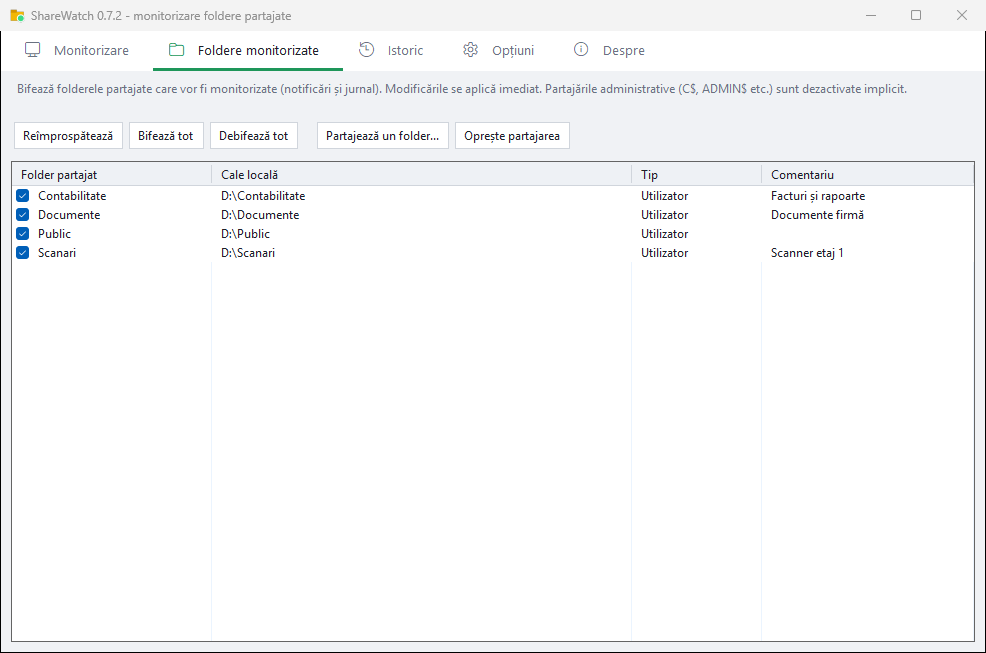 ShareWatch 0.7.2 - monitorizare foldere partajate
Monitorizare Foldere monitorizate Istoric Opțiuni Despre
Bifează folderele partajate care vor fi monitorizate (notificări și jurnal). Modificările se aplică imediat. Partajările administrative (C$, ADMIN$ etc.) sunt dezactivate implicit.
Reîmprospătează Bifează tot Debifează tot Partajează un folder... Oprește partajarea
Folder partajat Cale locală Tip Comentariu
Contabilitate D:\Contabilitate Utilizator Facturi și rapoarte
Documente D:\Documente Utilizator Documente firmă
Public D:\Public Utilizator
Scanari D:\Scanari Utilizator Scanner etaj 1